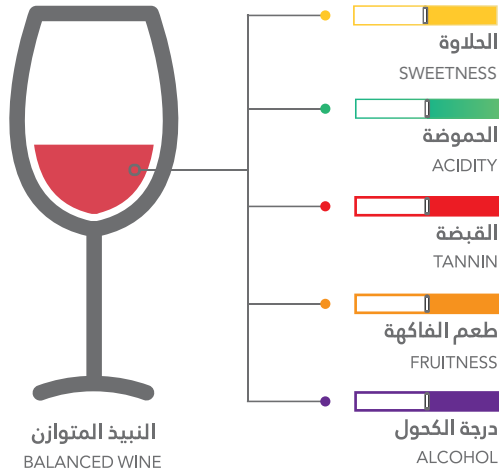 الحلاوة
SWEETNESS
الحموضة
ACIDITY
القبضة
TANNIN
طعم الفاكهة
FRUITNESS
درجة الكحول
ALCOHOL
النبيذ المتوازن
BALANCED WINE